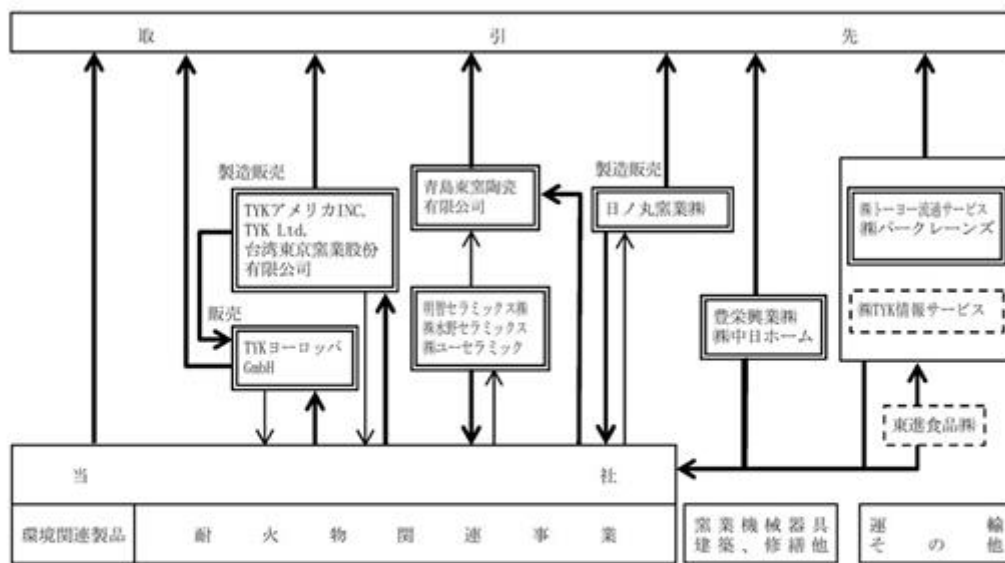 取引先
製造販売
TYKアメリカINC.
TYK Ltd.
台湾東京窯業股份
有限公司
販売
TYKヨーロッパ
GmbH
青島東窯陶瓷
有限公司
明智セラミックス㈱
㈱水野セラミックス
㈱ユーセラミック
製造販売
日ノ丸窯業㈱
豊栄興業㈱
㈱中日ホーム
㈱トーヨー流通サービス
㈱パークレーンズ
㈱TYK情報サービス
東進食品㈱
当社
環境関連製品
耐火物関連事業
窯業機械器具
建築、修繕他
運輸
その他